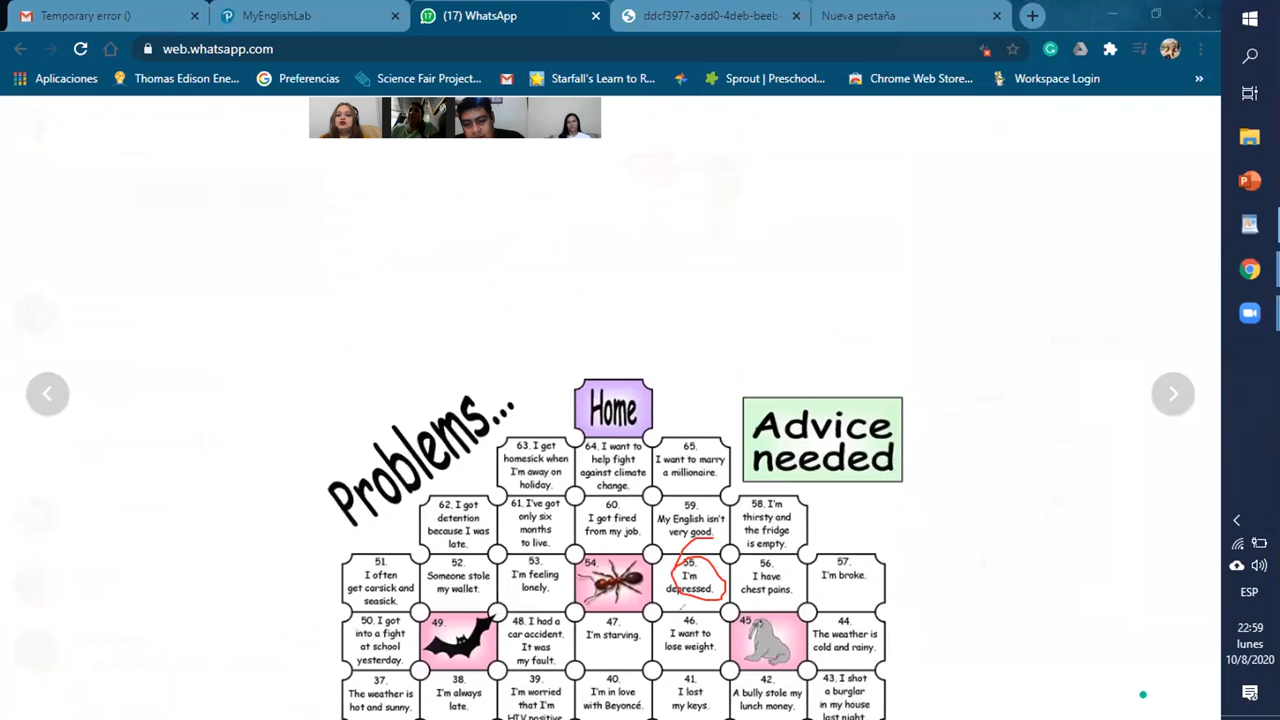 Temporary error ()
MyEnglishLab
(17) WhatsApp
ddcf3977-add0-4deb-beeb
Nueva pestaña
web.whatsapp.com
Aplicaciones
Thomas Edison Ene...
Preferencias
Science Fair Project...
Starfall's Learn to R...
Sprout | Preschool...
Chrome Web Store...
Workspace Login
»
Problems...
Home
Advice
needed
63. I get
homesick when
I'm away on
holiday.
64. I want to
help fight
against climate
change.
65.
I want to marry
a millionaire.
62. I got
detention
because I was
late.
61. I've got
only six
months
to live.
60.
I got fired
from my job.
59.
My English isn't
very good.
58. I'm
thirsty and
the fridge
is empty.
51.
I often
get carsick and
seasick.
52.
Someone stole
my wallet.
53.
I'm feeling
lonely.
54.
55.
I'm
depressed.
56.
I have
chest pains.
57.
I'm broke.
50. I got
into a fight
at school
yesterday.
49.
48. I had a
car accident.
It was
my fault.
47.
I'm starving.
46.
I want to
lose weight.
45
44.
The weather is
cold and rainy.
37.
The weather is
hot and sunny.
38.
I'm always
late.
39.
I'm worried
that I'm
HIV positive
40.
I'm in love
with Beyoncé.
41.
I lost
my keys.
42.
A bully stole my
lunch money.
43. I shot
a burglar
in my house
last night.
ESP
22:59
lunes
10/8/2020